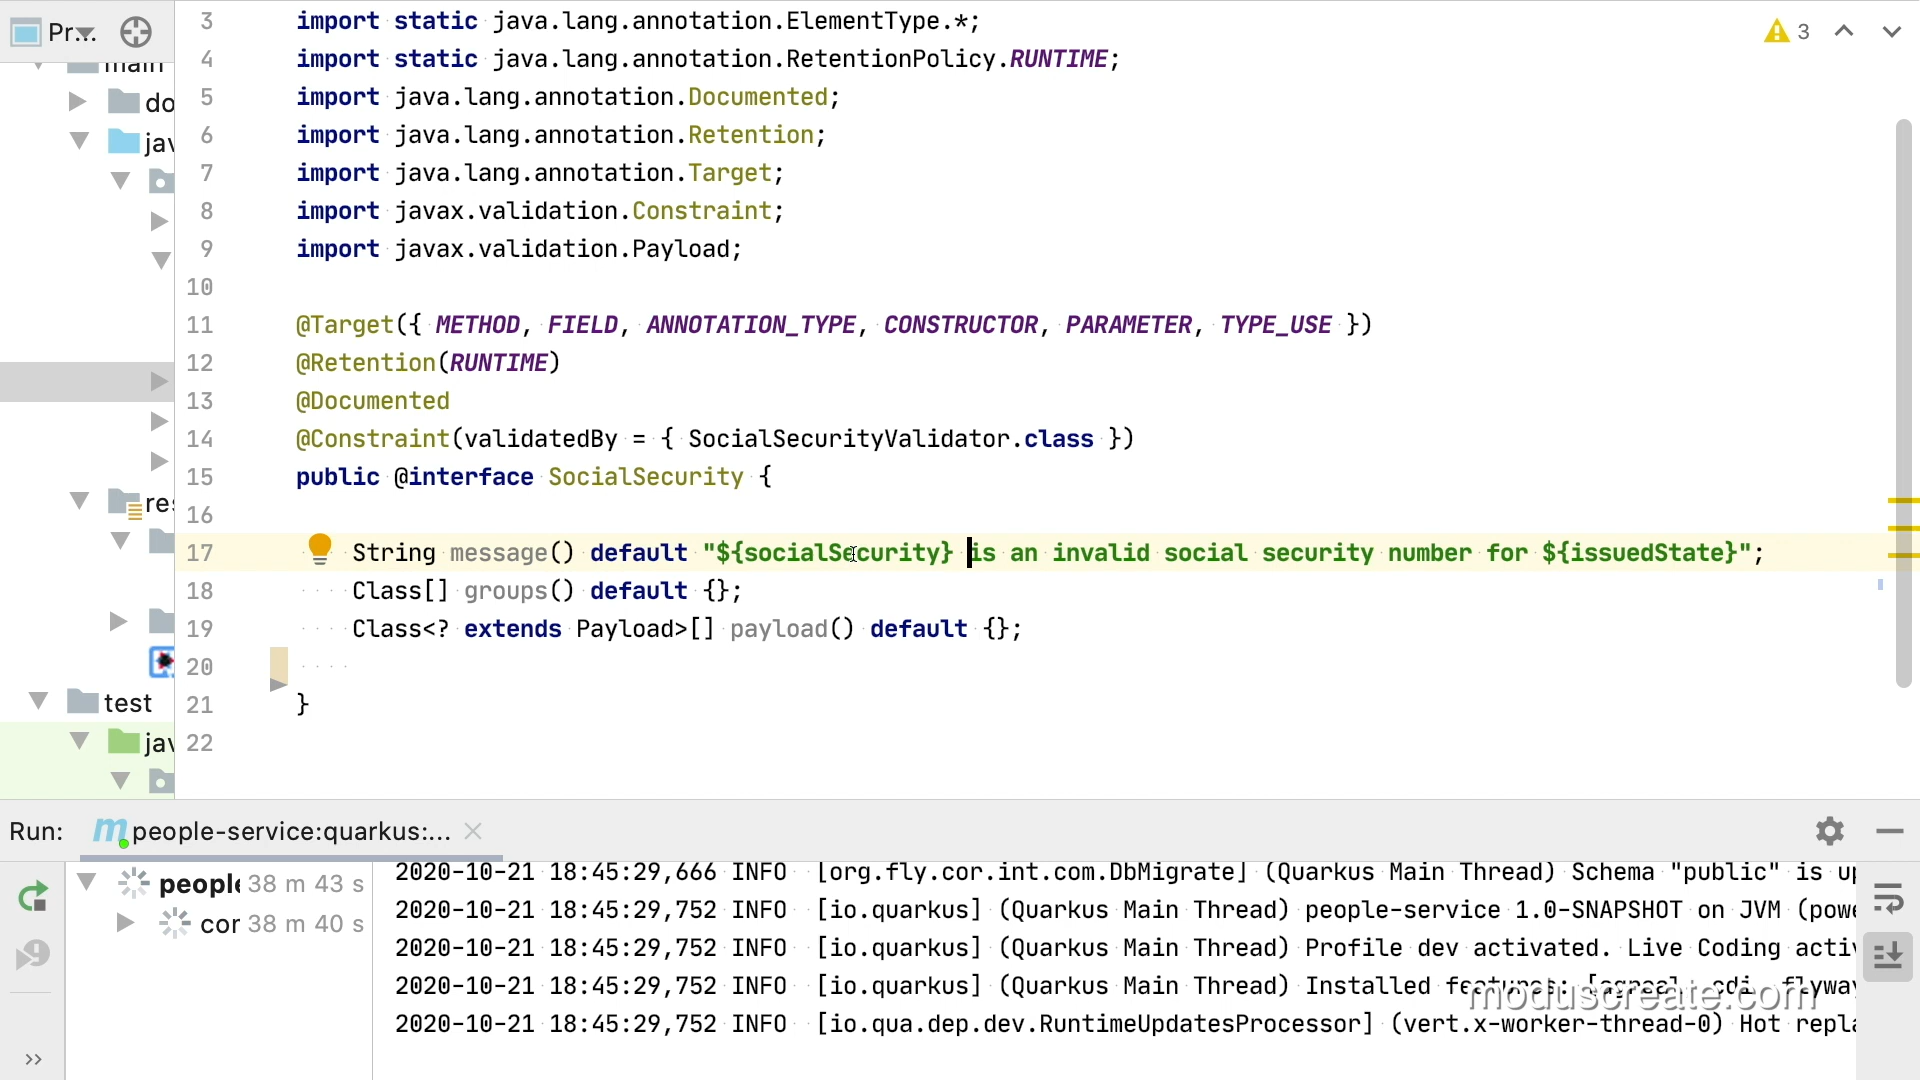 Pr...
3 import static java.lang.annotation.ElementType.*;
4 import static java.lang.annotation.RetentionPolicy.RUNTIME;
5 import java.lang.annotation.Documented;
6 import java.lang.annotation.Retention;
7 import java.lang.annotation.Target;
8 import javax.validation.Constraint;
9 import javax.validation.Payload;
10
11 @Target({ METHOD, FIELD, ANNOTATION_TYPE, CONSTRUCTOR, PARAMETER, TYPE_USE })
12 @Retention(RUNTIME)
13 @Documented
14 @Constraint(validatedBy = { SocialSecurityValidator.class })
15 public @interface SocialSecurity {
16
17 String message() default "${socialSecurity} is an invalid social security number for ${issuedState}";
18 Class[] groups() default {};
19 Class<? extends Payload>[] payload() default {};
20
21 }
22
3
main
do
jav
res
test
jav
Run: people-service:quarkus:...
people 38 m 43 s
cor 38 m 40 s
2020-10-21 18:45:29,666 INFO [org.fly.cor.int.com.DbMigrate] (Quarkus Main Thread) Schema "public" is up
2020-10-21 18:45:29,752 INFO [io.quarkus] (Quarkus Main Thread) people-service 1.0-SNAPSHOT on JVM (powe
2020-10-21 18:45:29,752 INFO [io.quarkus] (Quarkus Main Thread) Profile dev activated. Live Coding activ
2020-10-21 18:45:29,752 INFO [io.quarkus] (Quarkus Main Thread) Installed features: [agroal, cdi, flyway
2020-10-21 18:45:29,752 INFO [io.qua.dep.dev.RuntimeUpdatesProcessor] (vert.x-worker-thread-0) Hot repla
moduscreate.com